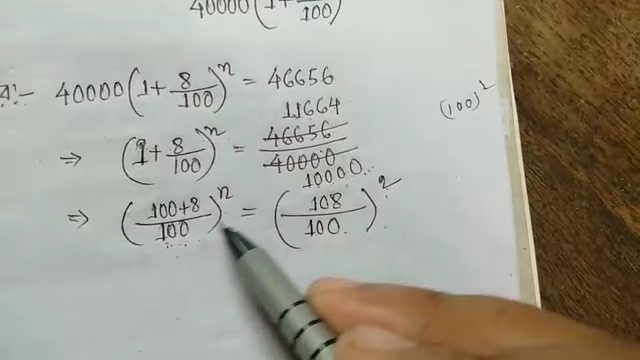 40000(1+8/100)
40000(1+8/100)^n = 46656
(100)^2
11664
=> (1+8/100)^n = 46656/40000
10000
=> (100+8/100)^n = (108/100)^2